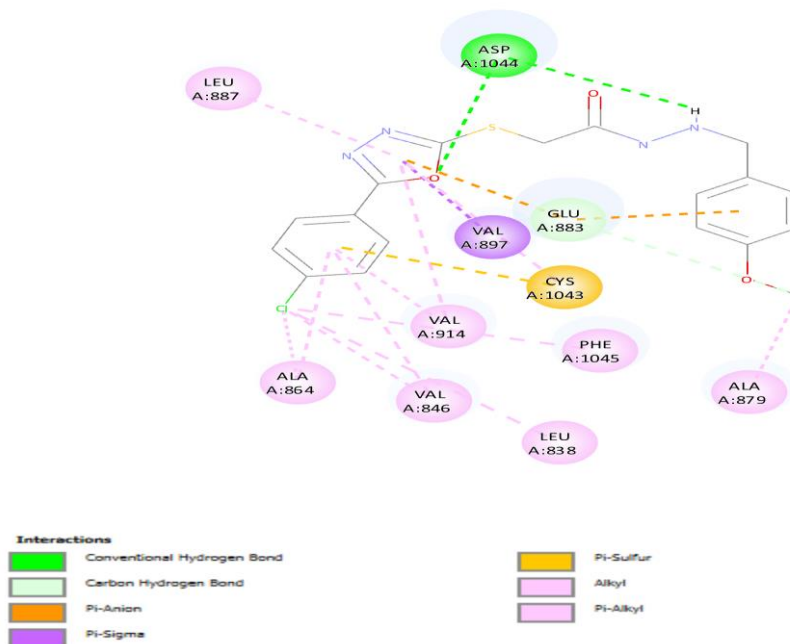 ASP
A:1044
LEU
A:887
H
O
N
S
N
N
N
O
GLU
A:883
VAL
A:897
CYS
A:1043
O
Cl
VAL
A:914
PHE
A:1045
ALA
A:864
VAL
A:846
ALA
A:879
LEU
A:838
Interactions
Conventional Hydrogen Bond
Carbon Hydrogen Bond
Pi-Anion
Pi-Sigma
Pi-Sulfur
Alkyl
Pi-Alkyl